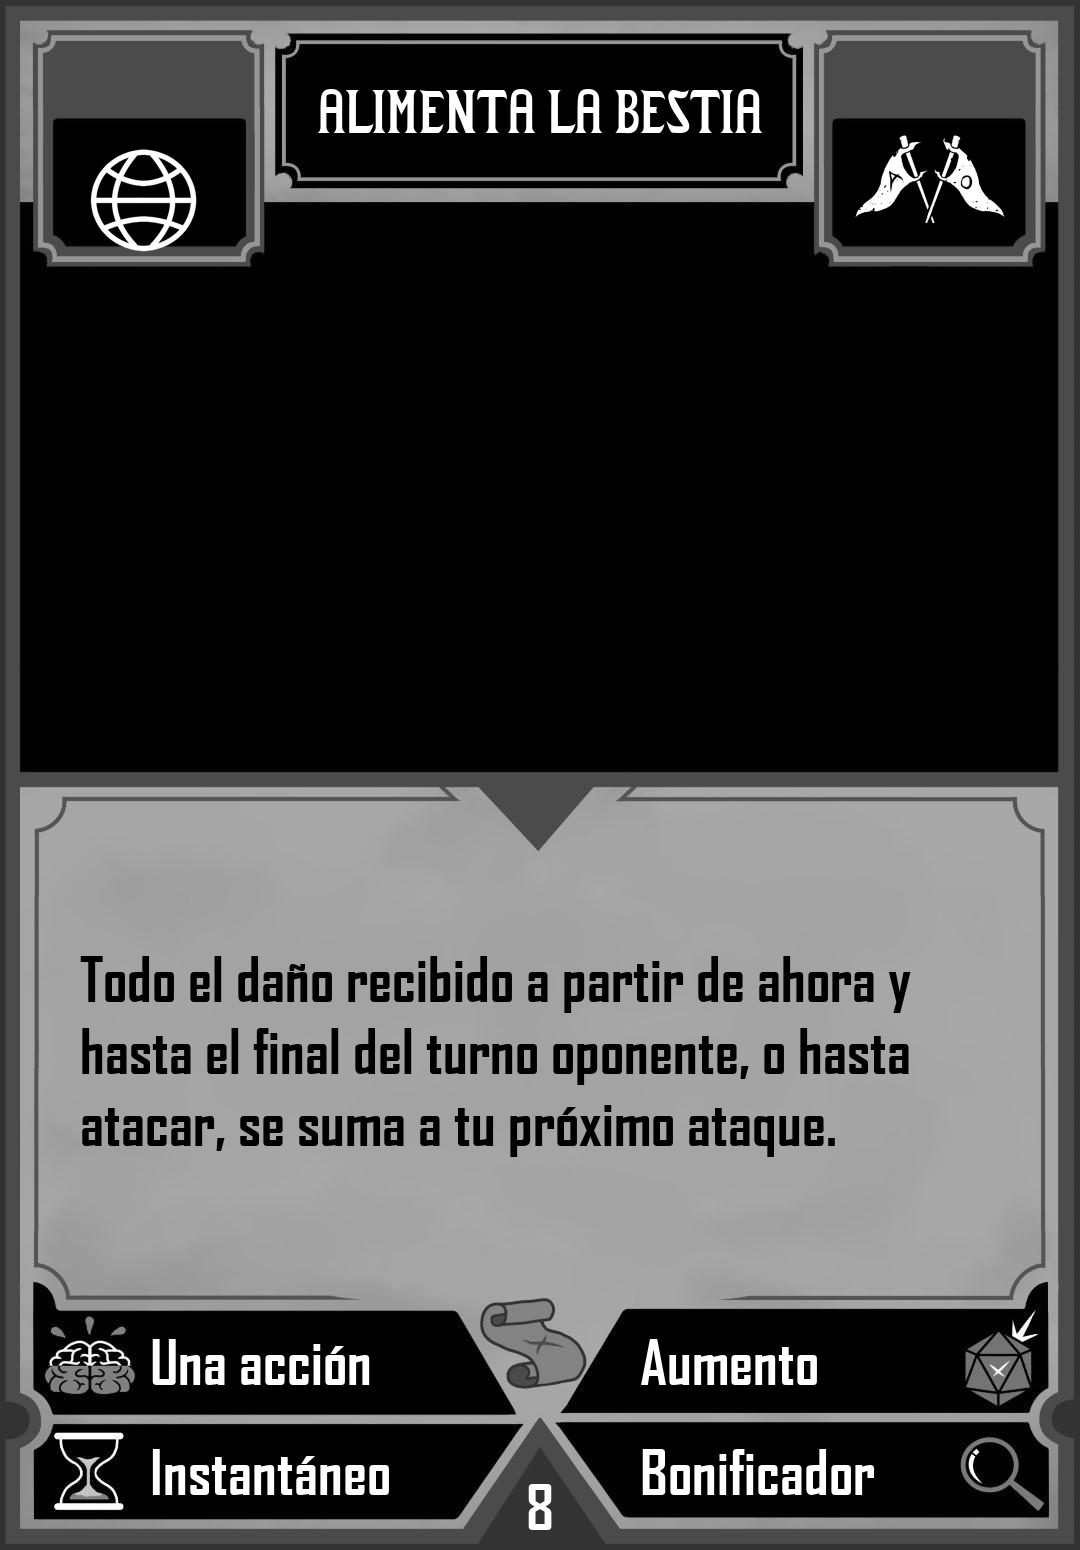 ALIMENTA LA BESTIA
A O
Todo el daño recibido a partir de ahora y
hasta el final del turno oponente, o hasta
atacar, se suma a tu próximo ataque.
Una acción
Aumento
Instantáneo
Bonificador
8